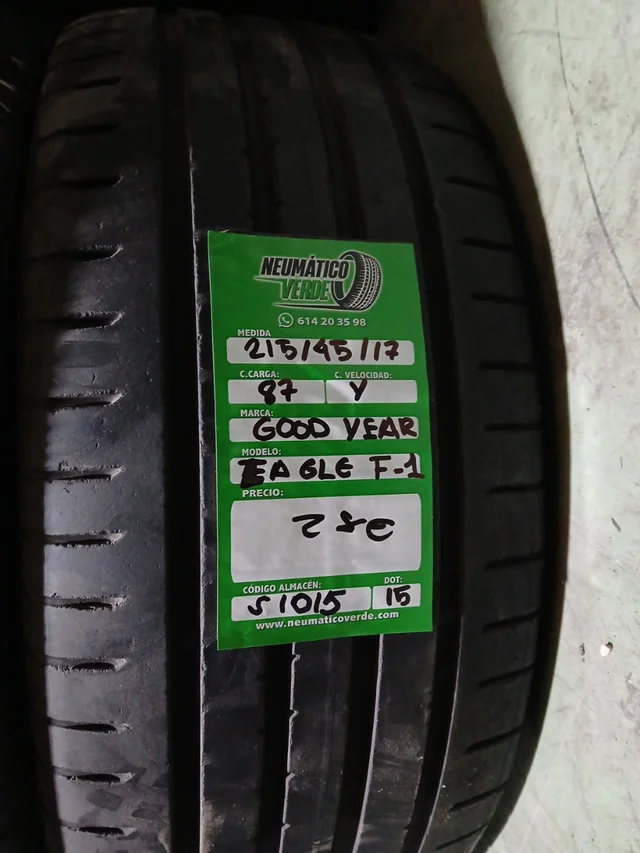 NEUMÁTICO
VERDE
614 20 35 98
MEDIDA
215/45/17
C.CARGA: C. VELOCIDAD:
87 Y
MARCA:
GOOD YEAR
MODELO:
EAGLE F-1
PRECIO:
28€
CÓDIGO ALMACÉN: DOT:
S1015 15
www.neumaticoverde.com